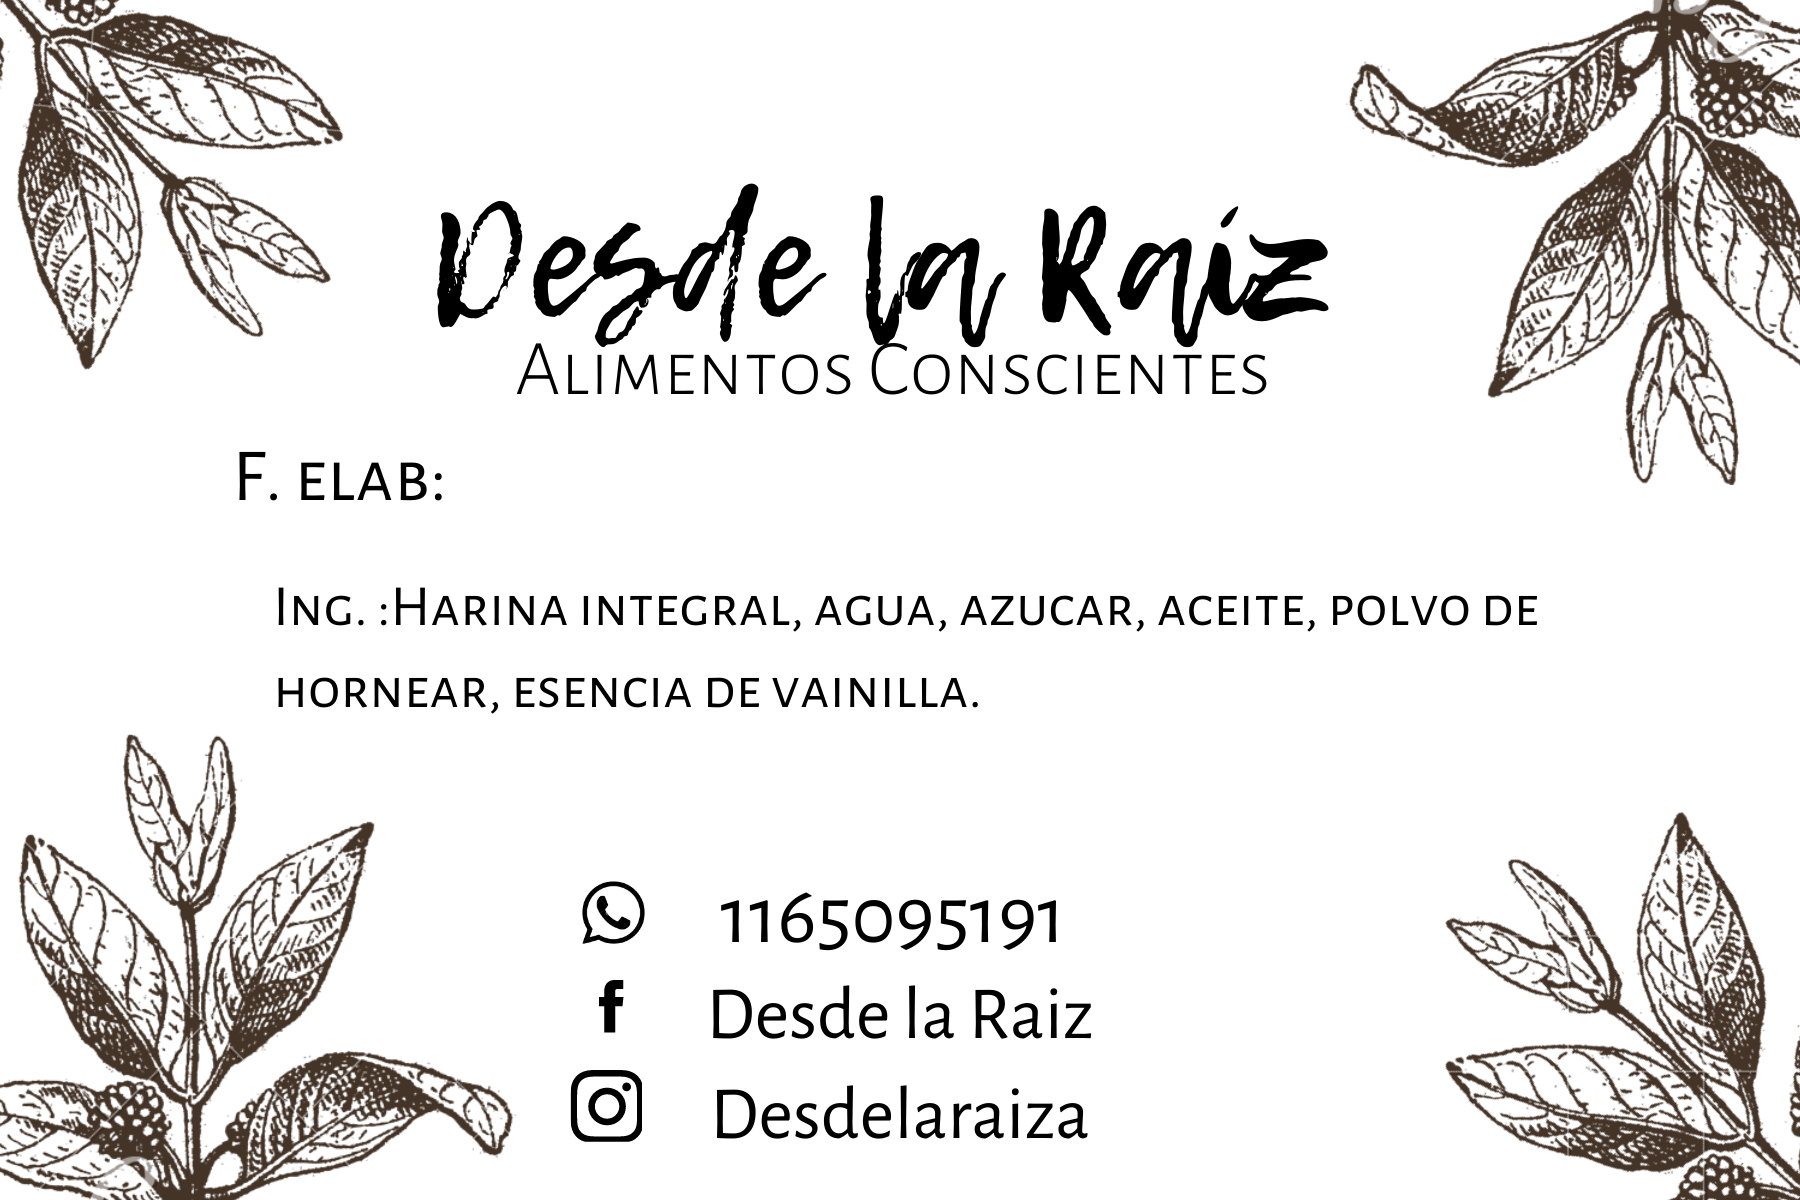 Desde la Raíz
Alimentos Conscientes
F. elab:
Ing. :Harina integral, agua, azucar, aceite, polvo de
hornear, esencia de vainilla.
1165095191
Desde la Raiz
Desdelaraiza